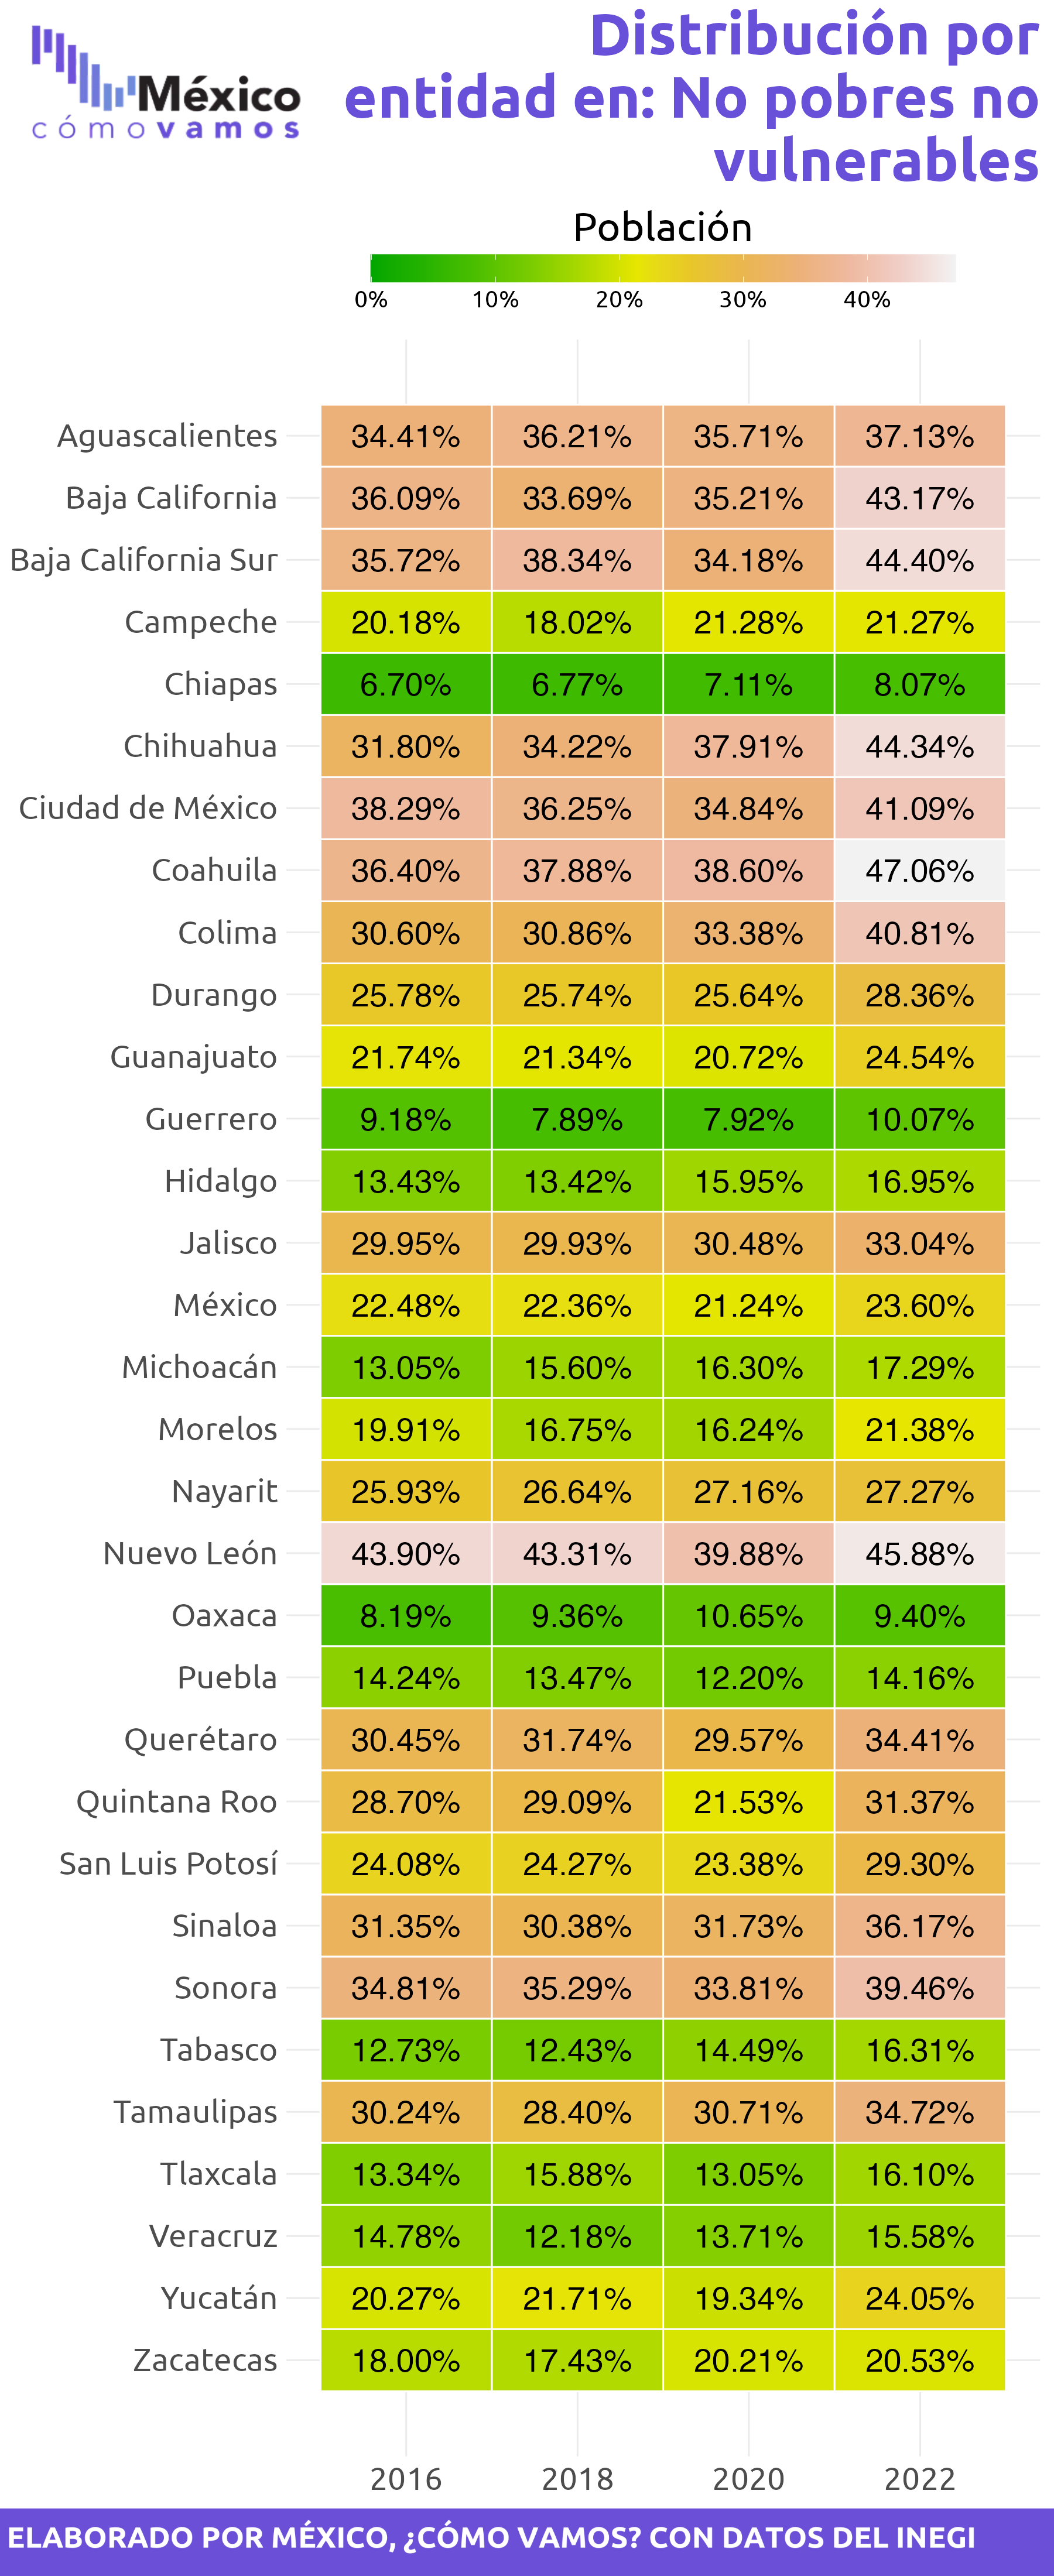 México
cómovamos
Distribución por
entidad en: No pobres no
vulnerables
Población
0% 10% 20% 30% 40%
Aguascalientes 34.41% 36.21% 35.71% 37.13%
Baja California 36.09% 33.69% 35.21% 43.17%
Baja California Sur 35.72% 38.34% 34.18% 44.40%
Campeche 20.18% 18.02% 21.28% 21.27%
Chiapas 6.70% 6.77% 7.11% 8.07%
Chihuahua 31.80% 34.22% 37.91% 44.34%
Ciudad de México 38.29% 36.25% 34.84% 41.09%
Coahuila 36.40% 37.88% 38.60% 47.06%
Colima 30.60% 30.86% 33.38% 40.81%
Durango 25.78% 25.74% 25.64% 28.36%
Guanajuato 21.74% 21.34% 20.72% 24.54%
Guerrero 9.18% 7.89% 7.92% 10.07%
Hidalgo 13.43% 13.42% 15.95% 16.95%
Jalisco 29.95% 29.93% 30.48% 33.04%
México 22.48% 22.36% 21.24% 23.60%
Michoacán 13.05% 15.60% 16.30% 17.29%
Morelos 19.91% 16.75% 16.24% 21.38%
Nayarit 25.93% 26.64% 27.16% 27.27%
Nuevo León 43.90% 43.31% 39.88% 45.88%
Oaxaca 8.19% 9.36% 10.65% 9.40%
Puebla 14.24% 13.47% 12.20% 14.16%
Querétaro 30.45% 31.74% 29.57% 34.41%
Quintana Roo 28.70% 29.09% 21.53% 31.37%
San Luis Potosí 24.08% 24.27% 23.38% 29.30%
Sinaloa 31.35% 30.38% 31.73% 36.17%
Sonora 34.81% 35.29% 33.81% 39.46%
Tabasco 12.73% 12.43% 14.49% 16.31%
Tamaulipas 30.24% 28.40% 30.71% 34.72%
Tlaxcala 13.34% 15.88% 13.05% 16.10%
Veracruz 14.78% 12.18% 13.71% 15.58%
Yucatán 20.27% 21.71% 19.34% 24.05%
Zacatecas 18.00% 17.43% 20.21% 20.53%
2016 2018 2020 2022
ELABORADO POR MÉXICO, ¿CÓMO VAMOS? CON DATOS DEL INEGI